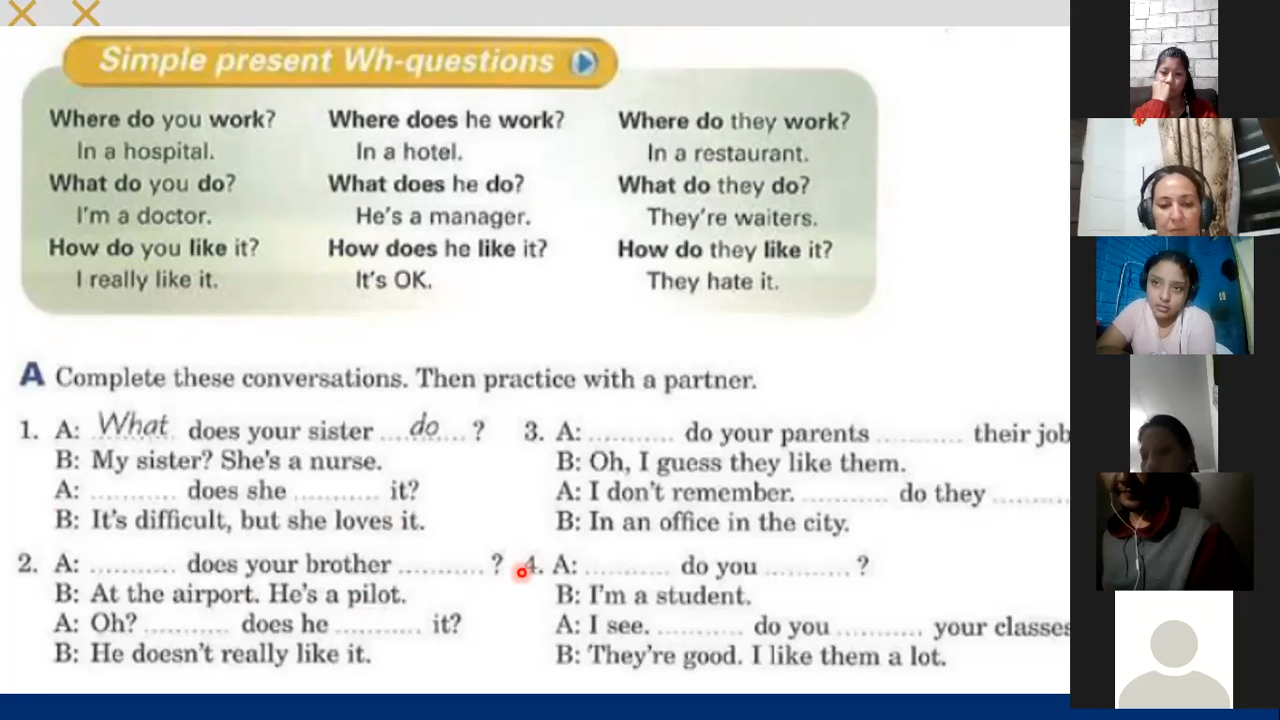 Simple present Wh-questions
Where do you work?
In a hospital.
What do you do?
I'm a doctor.
How do you like it?
I really like it.
Where does he work?
In a hotel.
What does he do?
He's a manager.
How does he like it?
It's OK.
Where do they work?
In a restaurant.
What do they do?
They're waiters.
How do they like it?
They hate it.
A Complete these conversations. Then practice with a partner.
1. A: What does your sister do ?
B: My sister? She's a nurse.
A: .......... does she .......... it?
B: It's difficult, but she loves it.
2. A: .......... does your brother .......... ?
B: At the airport. He's a pilot.
A: Oh? .......... does he .......... it?
B: He doesn't really like it.
3. A: .......... do your parents .......... their job
B: Oh, I guess they like them.
A: I don't remember. .......... do they ..........
B: In an office in the city.
4. A: .......... do you .......... ?
B: I'm a student.
A: I see. .......... do you .......... your classes
B: They're good. I like them a lot.